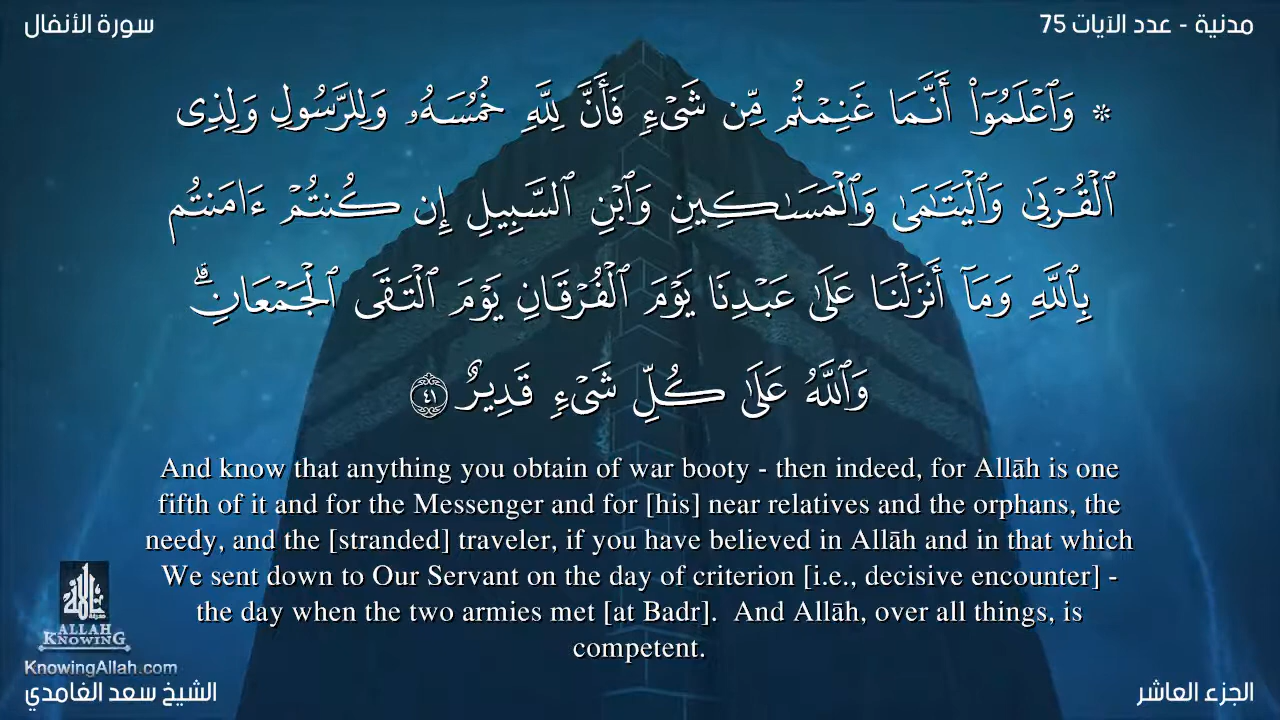 سورة الأنفال
مدنية - عدد الآيات 75
۞ وَٱعْلَمُوٓا۟ أَنَّمَا غَنِمْتُم مِّن شَىْءٍ فَأَنَّ لِلَّهِ خُمُسَهُۥ وَلِلرَّسُولِ وَلِذِى
ٱلْقُرْبَىٰ وَٱلْيَتَـٰمَىٰ وَٱلْمَسَـٰكِينِ وَٱبْنِ ٱلسَّبِيلِ إِن كُنتُمْ ءَامَنتُم
بِٱللَّهِ وَمَآ أَنزَلْنَا عَلَىٰ عَبْدِنَا يَوْمَ ٱلْفُرْقَانِ يَوْمَ ٱلْتَقَى ٱلْجَمْعَانِ ۗ
وَٱللَّهُ عَلَىٰ كُلِّ شَىْءٍ قَدِيرٌ ٤١
And know that anything you obtain of war booty - then indeed, for Allāh is one
fifth of it and for the Messenger and for [his] near relatives and the orphans, the
needy, and the [stranded] traveler, if you have believed in Allāh and in that which
We sent down to Our Servant on the day of criterion [i.e., decisive encounter] -
the day when the two armies met [at Badr].  And Allāh, over all things, is
competent.
ALLAH
KNOWING
KnowingAllah.com
الشيخ سعد الغامدي
الجزء العاشر